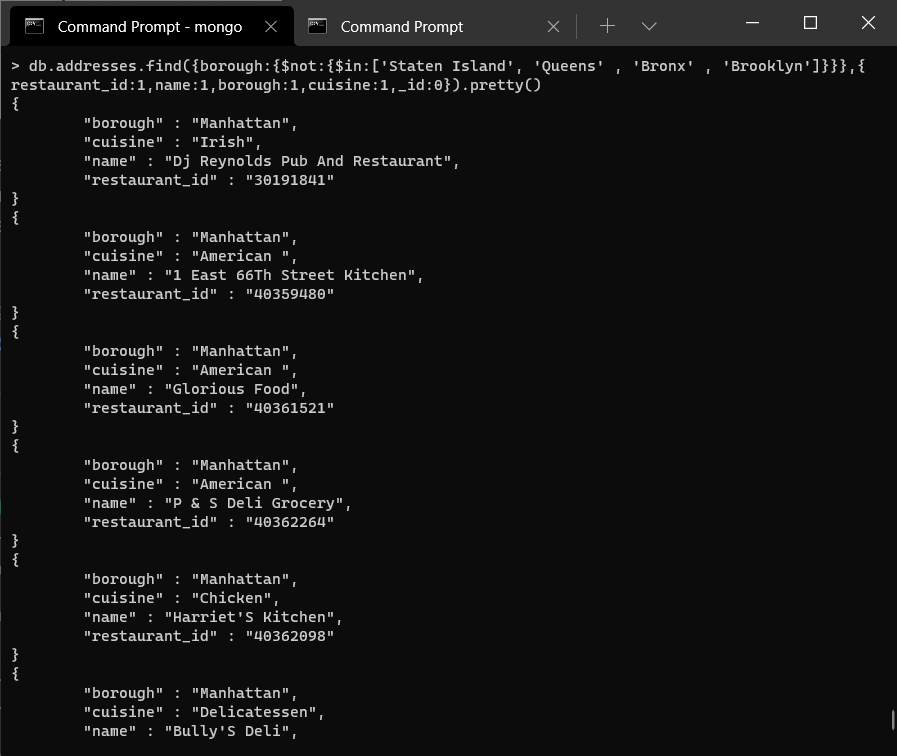 Command Prompt - mongo
Command Prompt
> db.addresses.find({borough:{$not:{$in:['Staten Island', 'Queens' , 'Bronx' , 'Brooklyn']}}},{
restaurant_id:1,name:1,borough:1,cuisine:1,_id:0}).pretty()
{
        "borough" : "Manhattan",
        "cuisine" : "Irish",
        "name" : "Dj Reynolds Pub And Restaurant",
        "restaurant_id" : "30191841"
}
{
        "borough" : "Manhattan",
        "cuisine" : "American ",
        "name" : "1 East 66Th Street Kitchen",
        "restaurant_id" : "40359480"
}
{
        "borough" : "Manhattan",
        "cuisine" : "American ",
        "name" : "Glorious Food",
        "restaurant_id" : "40361521"
}
{
        "borough" : "Manhattan",
        "cuisine" : "American ",
        "name" : "P & S Deli Grocery",
        "restaurant_id" : "40362264"
}
{
        "borough" : "Manhattan",
        "cuisine" : "Chicken",
        "name" : "Harriet'S Kitchen",
        "restaurant_id" : "40362098"
}
{
        "borough" : "Manhattan",
        "cuisine" : "Delicatessen",
        "name" : "Bully'S Deli",